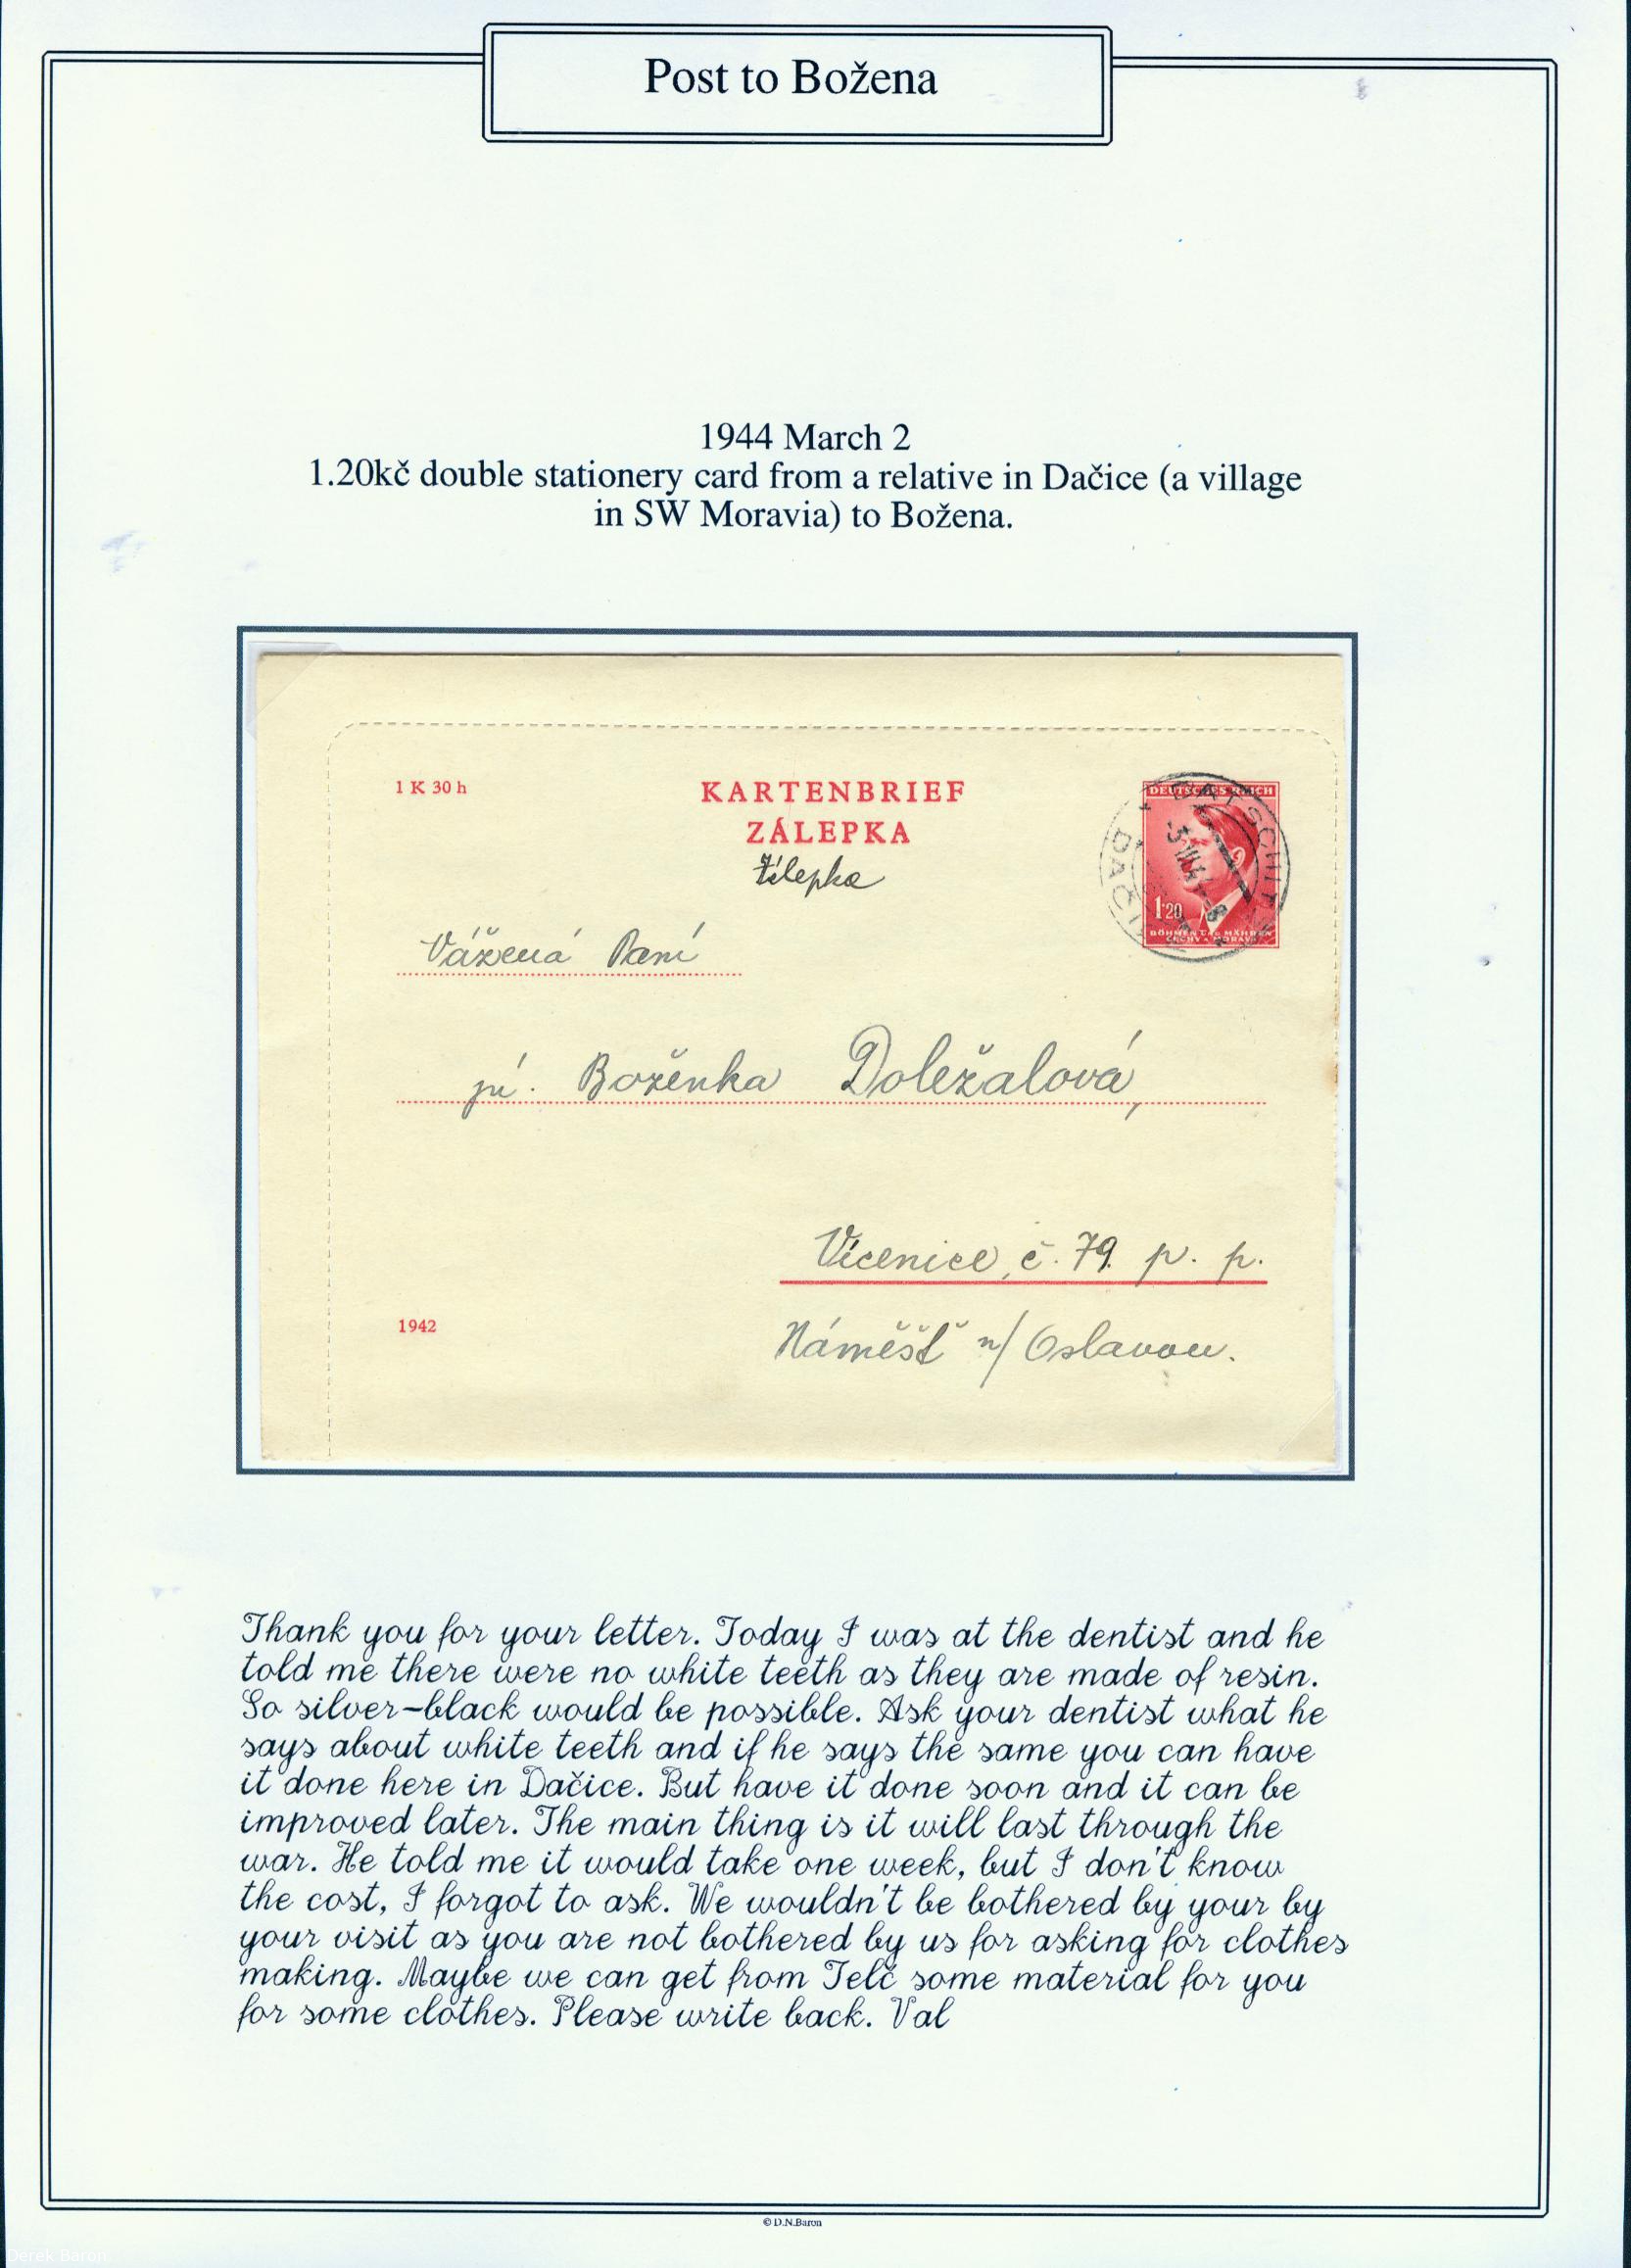 Post to Božena
1944 March 2
1.20kč double stationery card from a relative in Dačice (a village
in SW Moravia) to Božena.
1 K 30 h
KARTENBRIEF
ZÁLEPKA
DEUTSCHES REICH
1·20
BÖHMEN u. MÄHREN
ČECHY a MORAVA
Vážená Paní
pí. Boženka Doležalová,
Vícenice, č. 79. p. p.
1942
Náměšť n/ Oslavou.
Thank you for your letter. Today I was at the dentist and he
told me there were no white teeth as they are made of resin.
So silver-black would be possible. Ask your dentist what he
says about white teeth and if he says the same you can have
it done here in Dačice. But have it done soon and it can be
improved later. The main thing is it will last through the
war. He told me it would take one week, but I don't know
the cost, I forgot to ask. We wouldn't be bothered by your by
your visit as you are not bothered by us for asking for clothes
making. Maybe we can get from Telč some material for you
for some clothes. Please write back. Val
© D.N.Baron
Derek Baron